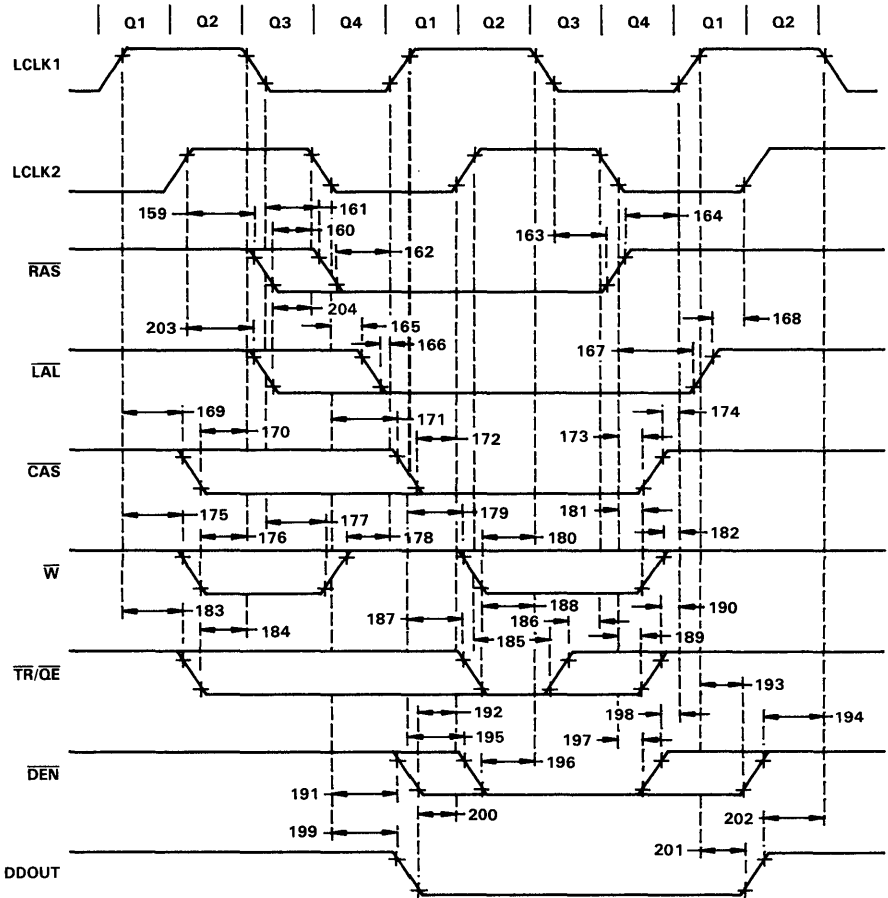 Q1 Q2 Q3 Q4 Q1 Q2 Q3 Q4 Q1 Q2
LCLK1
LCLK2
159 161 164
160 163
162
RAS
204
203 165 168
166 167
LAL
169 171 174
170 172 173
CAS
175 177 179 181
176 178 180 182
W
183 188 190
187 186
184 185 189
TR/QE
193
192 198 194
195 197
196
DEN
191
200 202
199 201
DDOUT